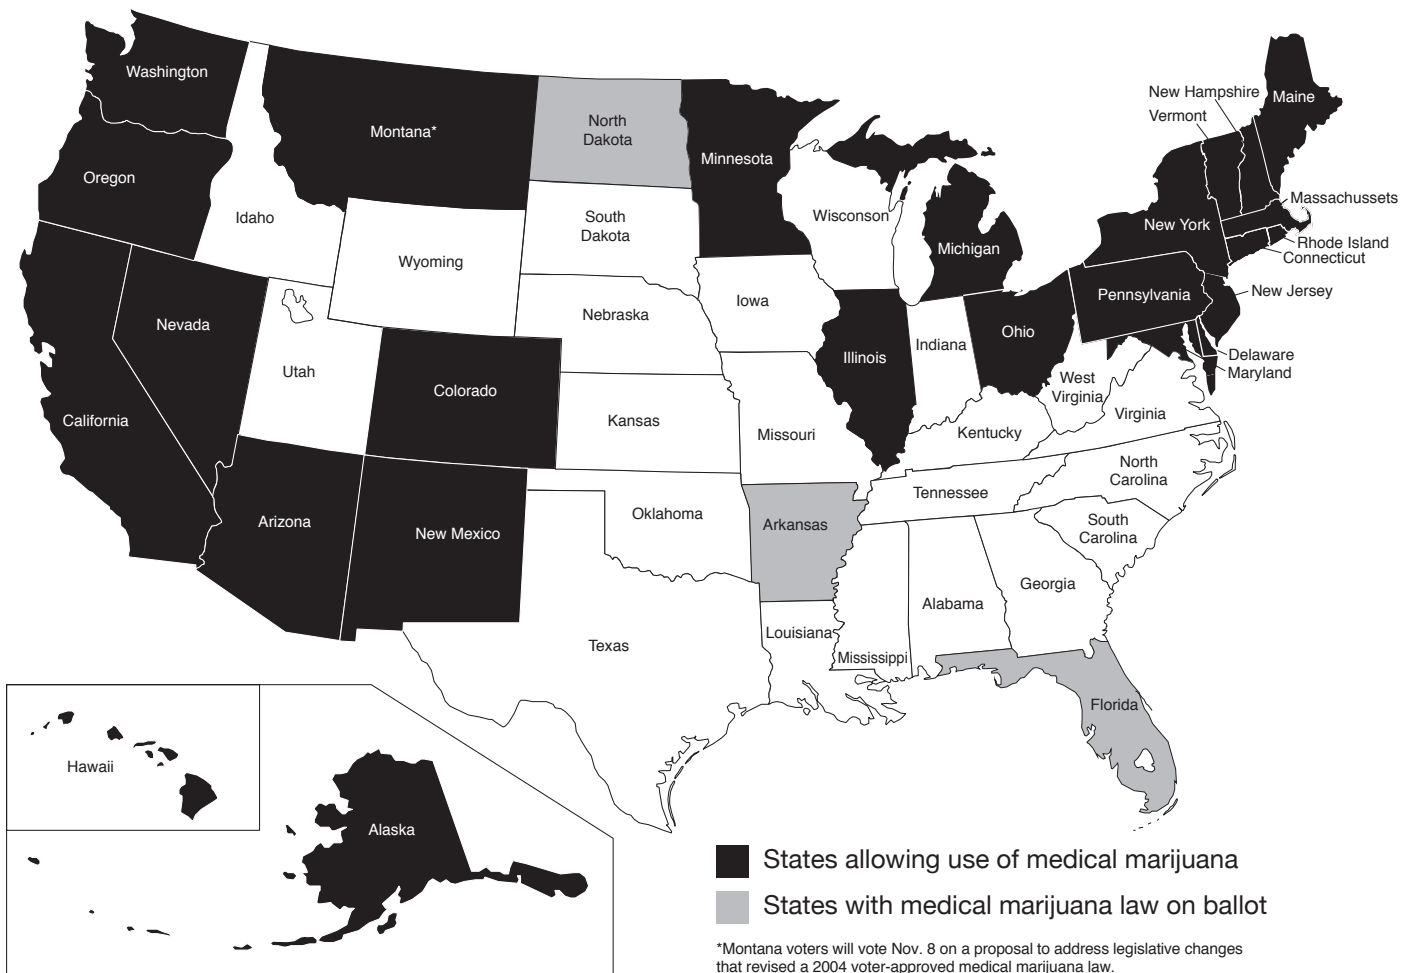 Washington
Montana*
North
Dakota
Minnesota
New Hampshire
Vermont
Maine
Oregon
Idaho
South
Dakota
Wisconsin
Massachussets
New York
Michigan
Rhode Island
Connecticut
Wyoming
Iowa
Pennsylvania
New Jersey
Nebraska
Nevada
Ohio
Illinois
Indiana
Delaware
Maryland
Utah
Colorado
West
Virginia
Virginia
California
Kansas
Missouri
Kentucky
North
Carolina
Tennessee
Arizona
New Mexico
Oklahoma
Arkansas
South
Carolina
Georgia
Alabama
Louisiana
Texas
Mississippi
Florida
Hawaii
Alaska
States allowing use of medical marijuana
States with medical marijuana law on ballot
*Montana voters will vote Nov. 8 on a proposal to address legislative changes
that revised a 2004 voter-approved medical marijuana law.